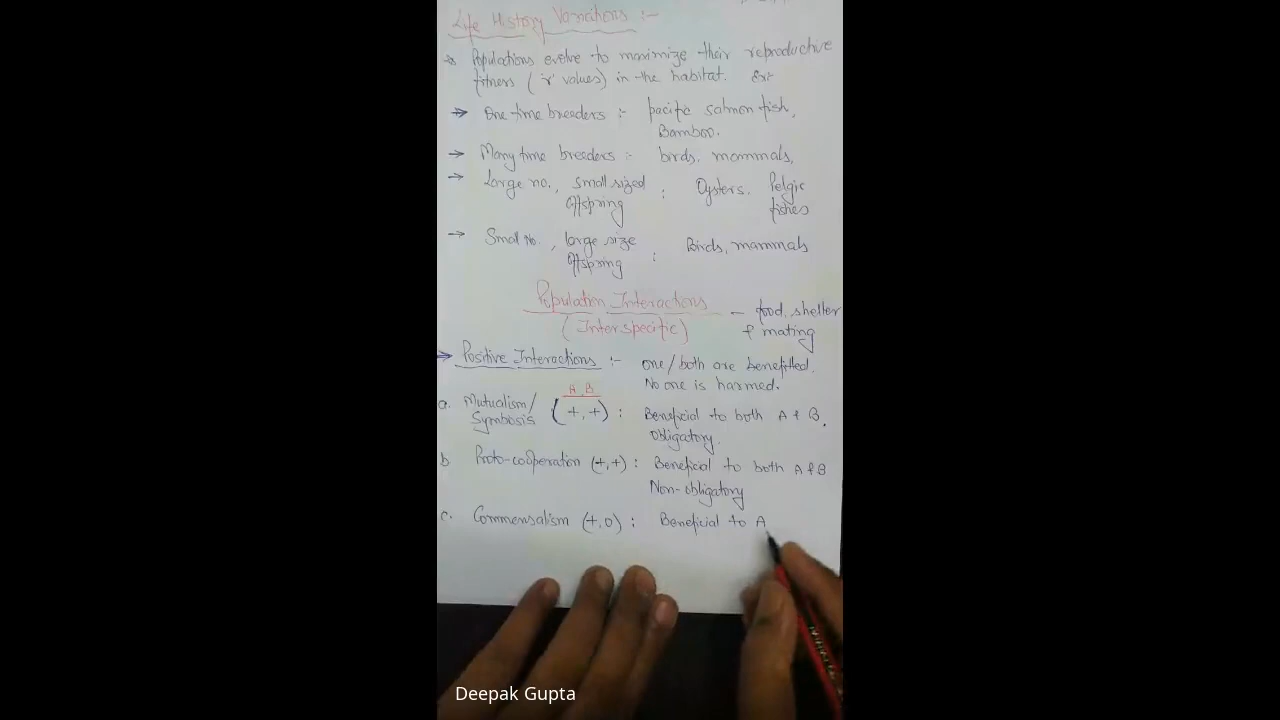 Life History Variations :-
→ Populations evolve to maximize their reproductive
fitness ( 'r' values) in the habitat. Ex:-
→ One time breeders :- pacific salmon fish,
Bamboo.
→ Many time breeders :- birds, mammals,
→ Large no., small sized
offspring : Oysters, Pelgic
fishes
→ Small No., large size
offspring : Birds, mammals
Population Interactions
(Interspecific) – food, shelter
& mating
→ Positive Interactions :- one/both are benefitted.
No one is harmed.
A B
a. Mutualism/
Symbosis (+,+) : Beneficial to both A & B.
obligatory.
b Proto-cooperation (+,+) : Beneficial to both A & B
Non-obligatory
c. Commensalism (+,0) : Beneficial to A
Deepak Gupta